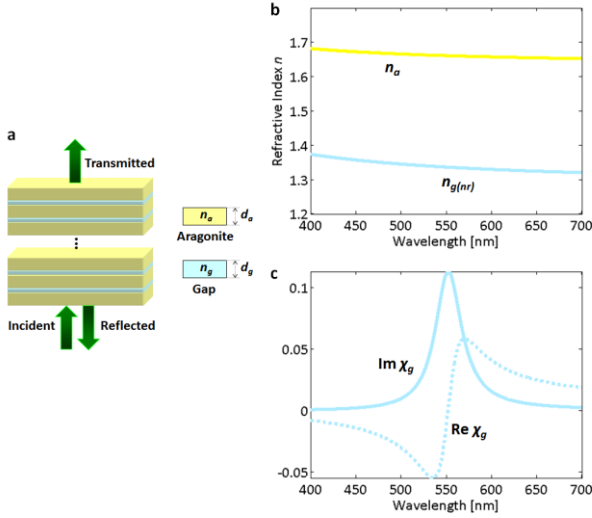 a
Transmitted
n_a
d_a
Aragonite
n_g
d_g
Gap
Incident
Reflected
b
Refractive Index n
1.7
1.6
1.5
1.4
1.3
1.2
n_a
n_g(nr)
400 450 500 550 600 650 700
Wavelength [nm]
c
0.1
0.05
0
-0.05
Im χ_g
Re χ_g
400 450 500 550 600 650 700
Wavelength [nm]